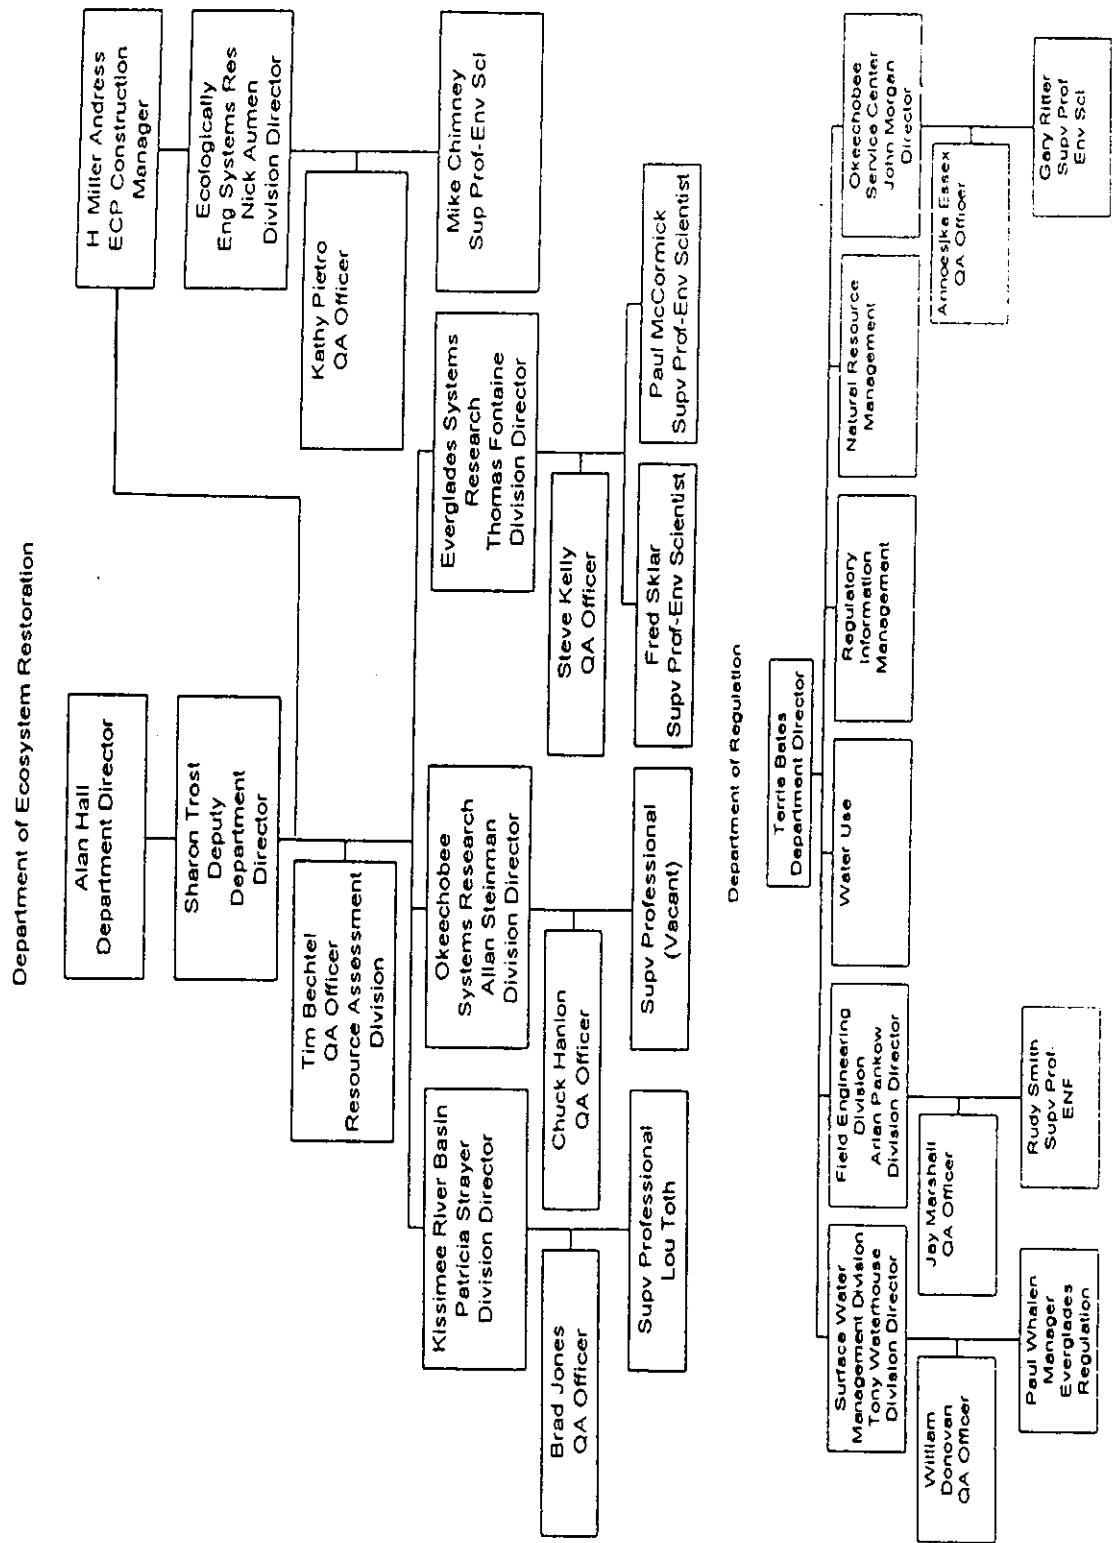 Department of Ecosystem Restoration
Alan Hall
Department Director
Sharon Trost
Deputy
Department
Director
H Miller Andress
ECP Construction
Manager
Ecologically
Eng Systems Res
Nick Aumen
Division Director
Tim Bechtel
QA Officer
Resource Assessment
Division
Kathy Pietro
QA Officer
Mike Chimney
Sup Prof-Env Sci
Kissimee River Basin
Patricia Strayer
Division Director
Okeechobee
Systems Research
Allan Steinman
Division Director
Everglades Systems
Research
Thomas Fontaine
Division Director
Brad Jones
QA Officer
Chuck Hanlon
QA Officer
Steve Kelly
QA Officer
Supv Professional
Lou Toth
Supv Professional
(Vacant)
Fred Sklar
Supv Prof-Env Scientist
Paul McCormick
Supv Prof-Env Scientist
Department of Regulation
Terrie Bates
Department Director
Surface Water
Management Division
Tony Waterhouse
Division Director
Field Engineering
Division
Arlan Pankow
Division Director
Water Use
Regulatory
Information
Management
Natural Resource
Management
Okeechobee
Service Center
John Morgan
Director
William
Donovan
QA Officer
Jay Marshall
QA Officer
Annoesjka Essex
QA Officer
Paul Whalen
Manager
Everglades
Regulation
Rudy Smith
Supv Prof-
ENF
Gary Ritter
Supv Prof
Env Sci